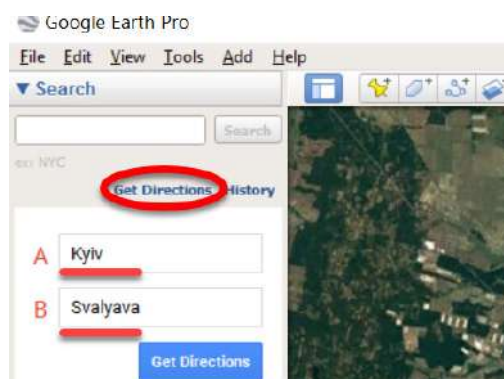 Google Earth Pro
File Edit View Tools Add Help
▼ Search
Search
ex: NYC
Get Directions History
A Kyiv
B Svalyava
Get Directions